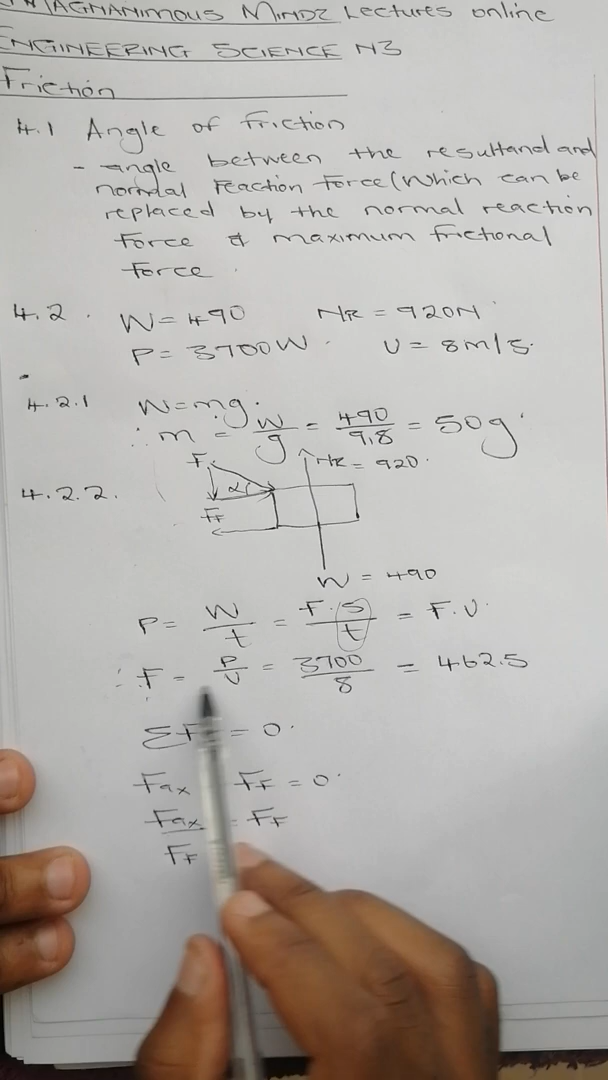 MAGNANIMOUS MINDZ Lectures online
ENGINEERING SCIENCE N3
Friction
4.1 Angle of friction
- angle between the resultand and
normal reaction force (Which can be
replaced by the normal reaction
force & maximum frictional
force.
4.2. W = 490 NR = 920N
P = 3700W. U = 8m/s.
4.2.1 W = mg.
∴ m = W/g = 490/9.8 = 50g
4.2.2. F NR = 920.
α
FF
W = 490
P = W/t = F.S/t = F.U.
∴ F = P/U = 3700/8 = 462.5
ΣF = 0.
Fax FF = 0.
Fax = FF
FF